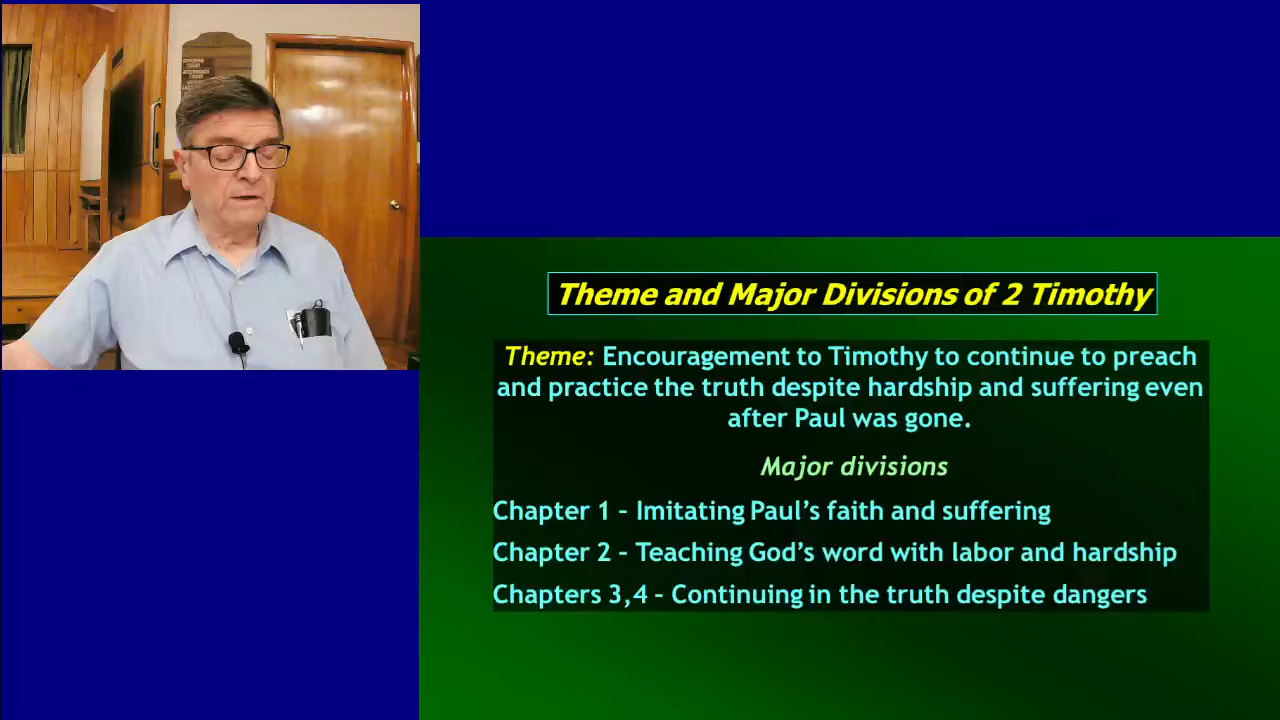 Theme and Major Divisions of 2 Timothy
Theme: Encouragement to Timothy to continue to preach
and practice the truth despite hardship and suffering even
after Paul was gone.
Major divisions
Chapter 1 – Imitating Paul's faith and suffering
Chapter 2 – Teaching God's word with labor and hardship
Chapters 3,4 – Continuing in the truth despite dangers